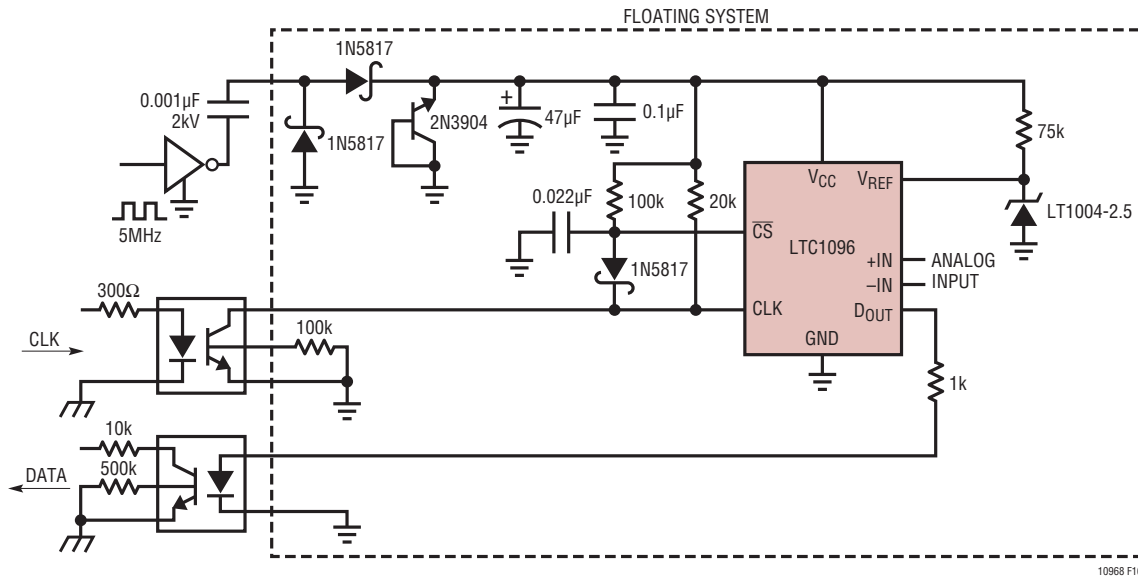 FLOATING SYSTEM
1N5817
0.001µF
2kV
1N5817
2N3904
+
47µF
0.1µF
75k
5MHz
0.022µF
100k
20k
VCC
VREF
LT1004-2.5
CS
LTC1096
1N5817
+IN
ANALOG
–IN
INPUT
CLK
DOUT
GND
300Ω
CLK
100k
1k
10k
500k
DATA